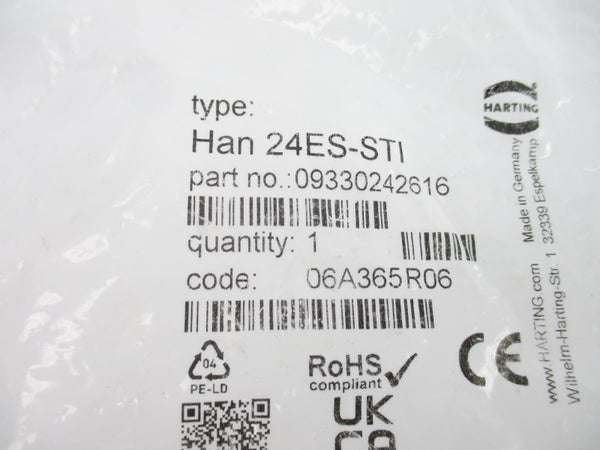 type:
Han 24ES-STI
part no.:09330242616
quantity: 1
code: 06A365R06
04
PE-LD
RoHS
compliant
UK
CA
CE
HARTING
Made in Germany
www.HARTING.com
Wilhelm-Harting-Str. 1 32339 Espelkamp